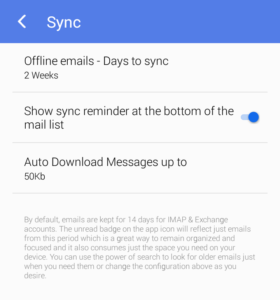 Sync
Offline emails - Days to sync
2 Weeks
Show sync reminder at the bottom of the
mail list
Auto Download Messages up to
50Kb
By default, emails are kept for 14 days for IMAP & Exchange
accounts. The unread badge on the app icon will reflect just emails
from this period which is a great way to remain organized and
focused and it also consumes just the space you need on your
device. You can use the power of search to look for older emails just
when you need them or change the configuration above as you
desire.